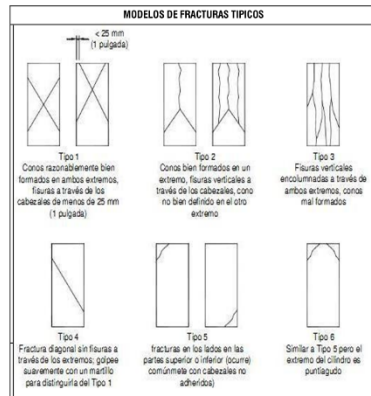 MODELOS DE FRACTURAS TIPICOS
< 25 mm
(1 pulgada)
Tipo 1
Conos razonablemente bien
formados en ambos extremos,
fisuras a través de los
cabezales de menos de 25 mm
(1 pulgada)
Tipo 2
Conos bien formados en un
extremo, fisuras verticales a
través de los cabezales, cono
no bien definido en el otro
extremo
Tipo 3
Fisuras verticales
encolumnadas a través de
ambos extremos, conos
mal formados
Tipo 4
Fractura diagonal sin fisuras a
través de los extremos; golpee
suavemente con un martillo
para distinguirla del Tipo 1
Tipo 5
fracturas en los lados en las
partes superior o inferior (ocurre)
comúnmete con cabezales no
adheridos)
Tipo 6
Similar a Tipo 5 pero el
extremo del cilindro es
puntiagudo